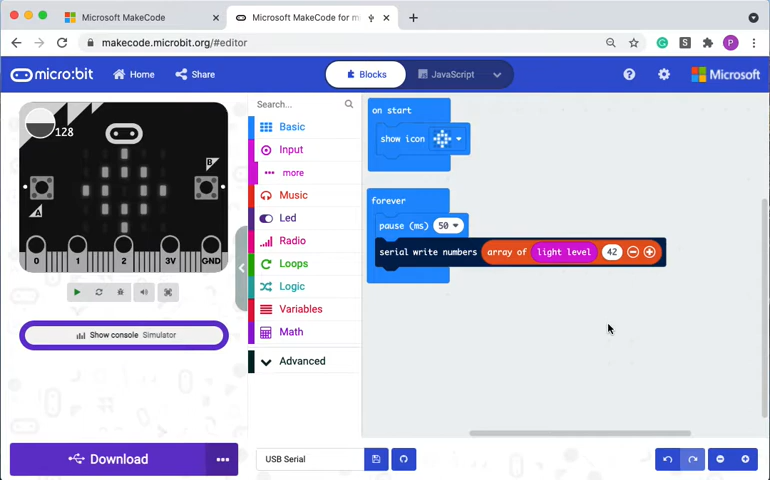 Microsoft MakeCode
Microsoft MakeCode for m
makecode.microbit.org/#editor
P
micro:bit
Home
Share
Blocks
JavaScript
Microsoft
128
B
A
0
1
2
3V
GND
Show console Simulator
Download
Search...
Basic
Input
more
Music
Led
Radio
Loops
Logic
Variables
Math
Advanced
on start
show icon
forever
pause (ms) 50
serial write numbers array of light level 42
USB Serial